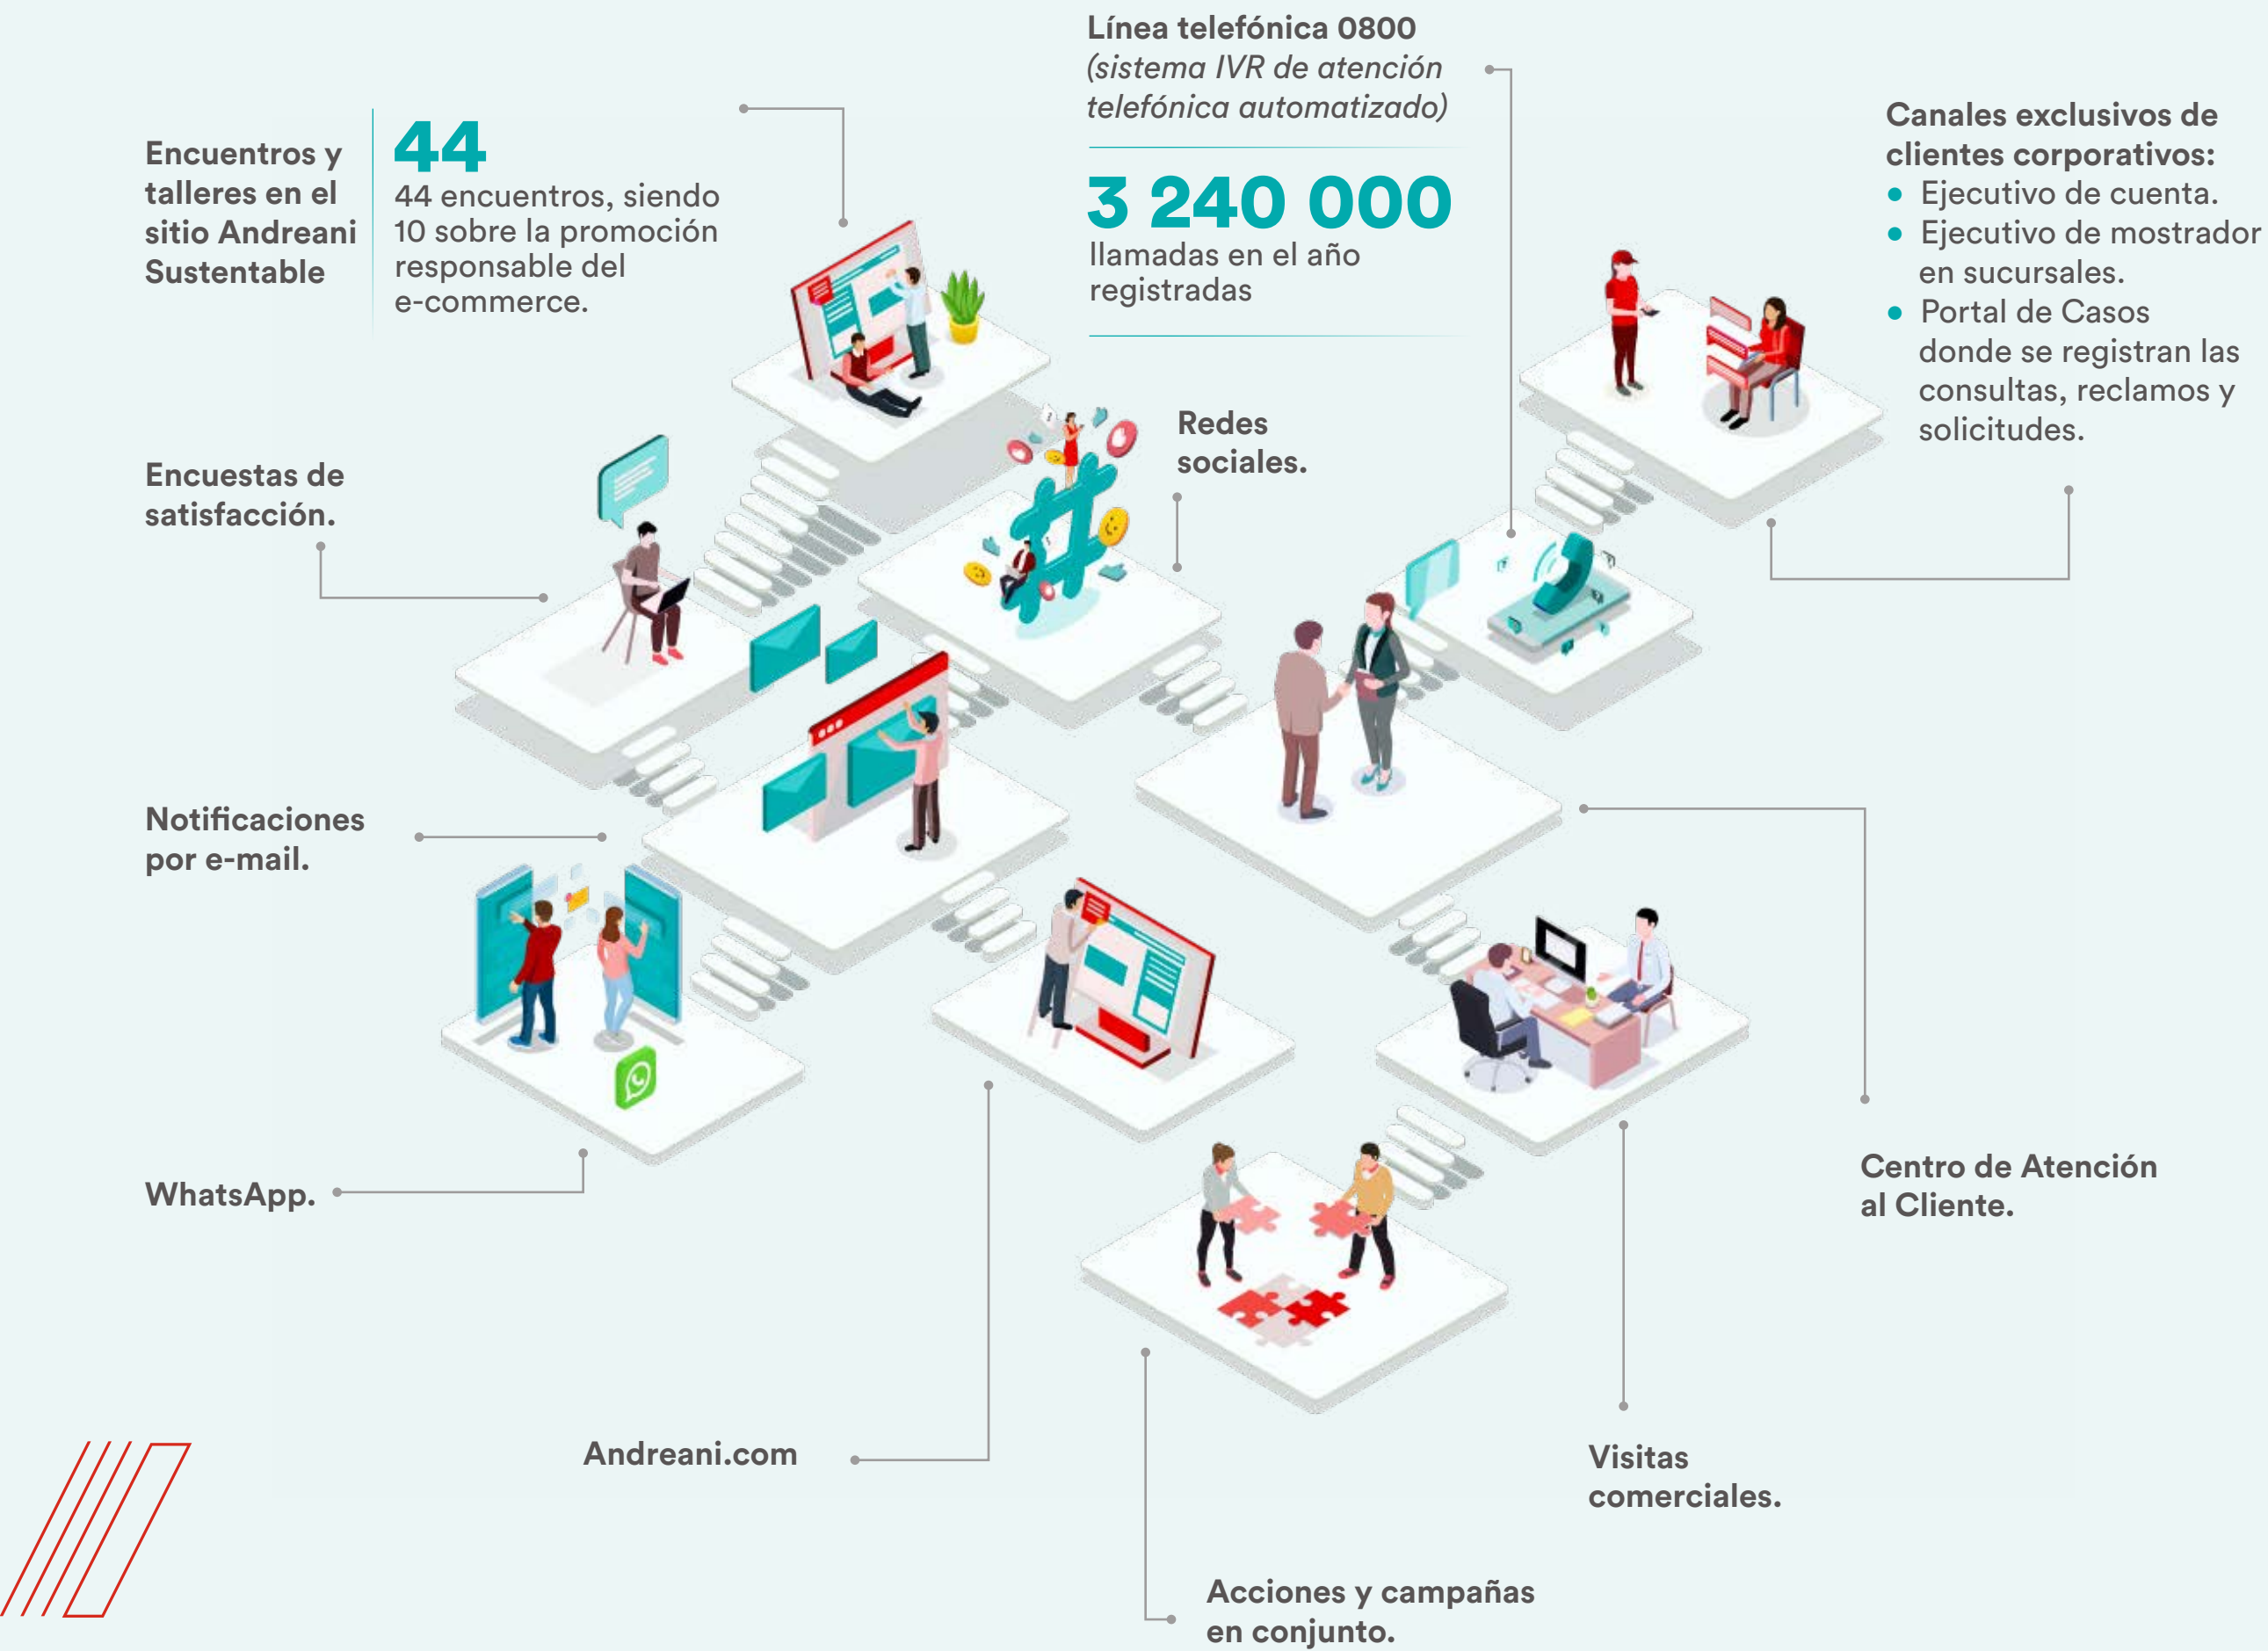 Línea telefónica 0800
(sistema IVR de atención
telefónica automatizado)
3 240 000
llamadas en el año
registradas
Encuentros y
talleres en el
sitio Andreani
Sustentable
44
44 encuentros, siendo
10 sobre la promoción
responsable del
e-commerce.
Canales exclusivos de
clientes corporativos:
• Ejecutivo de cuenta.
• Ejecutivo de mostrador
en sucursales.
• Portal de Casos
donde se registran las
consultas, reclamos y
solicitudes.
Redes
sociales.
Encuestas de
satisfacción.
Notificaciones
por e-mail.
WhatsApp.
Centro de Atención
al Cliente.
Andreani.com
Visitas
comerciales.
Acciones y campañas
en conjunto.